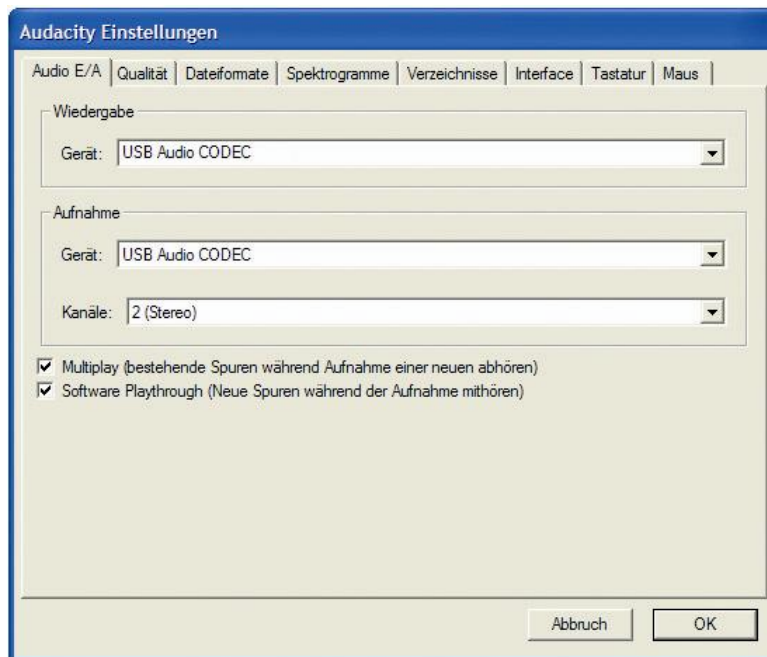 Audacity Einstellungen
Audio E/A Qualität Dateiformate Spektrogramme Verzeichnisse Interface Tastatur Maus
Wiedergabe
Gerät: USB Audio CODEC
Aufnahme
Gerät: USB Audio CODEC
Kanäle: 2 (Stereo)
Multiplay (bestehende Spuren während Aufnahme einer neuen abhören)
Software Playthrough (Neue Spuren während der Aufnahme mithören)
Abbruch OK